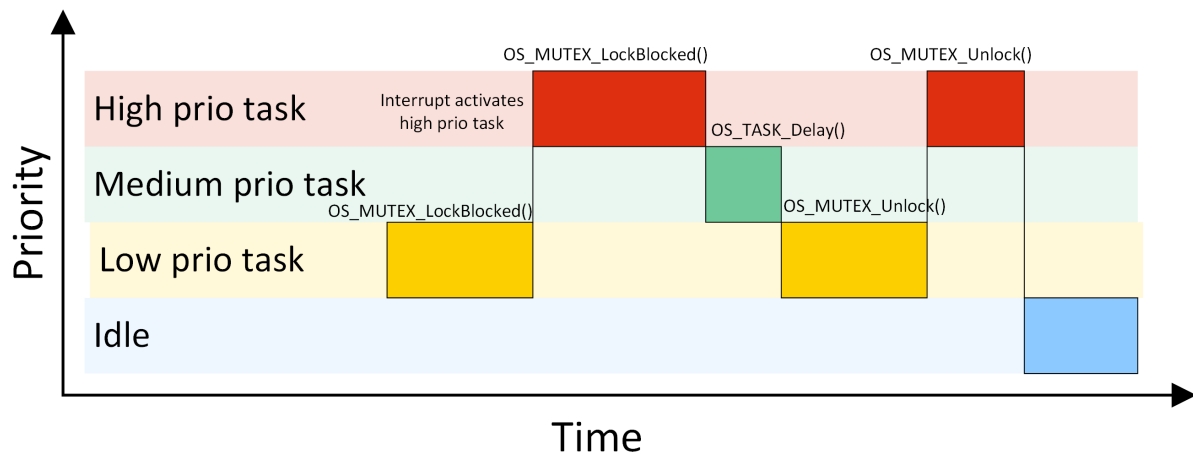 OS_MUTEX_LockBlocked()
OS_MUTEX_Unlock()
High prio task
Interrupt activates
high prio task
OS_TASK_Delay()
Medium prio task
OS_MUTEX_LockBlocked()
OS_MUTEX_Unlock()
Low prio task
Idle
Priority
Time